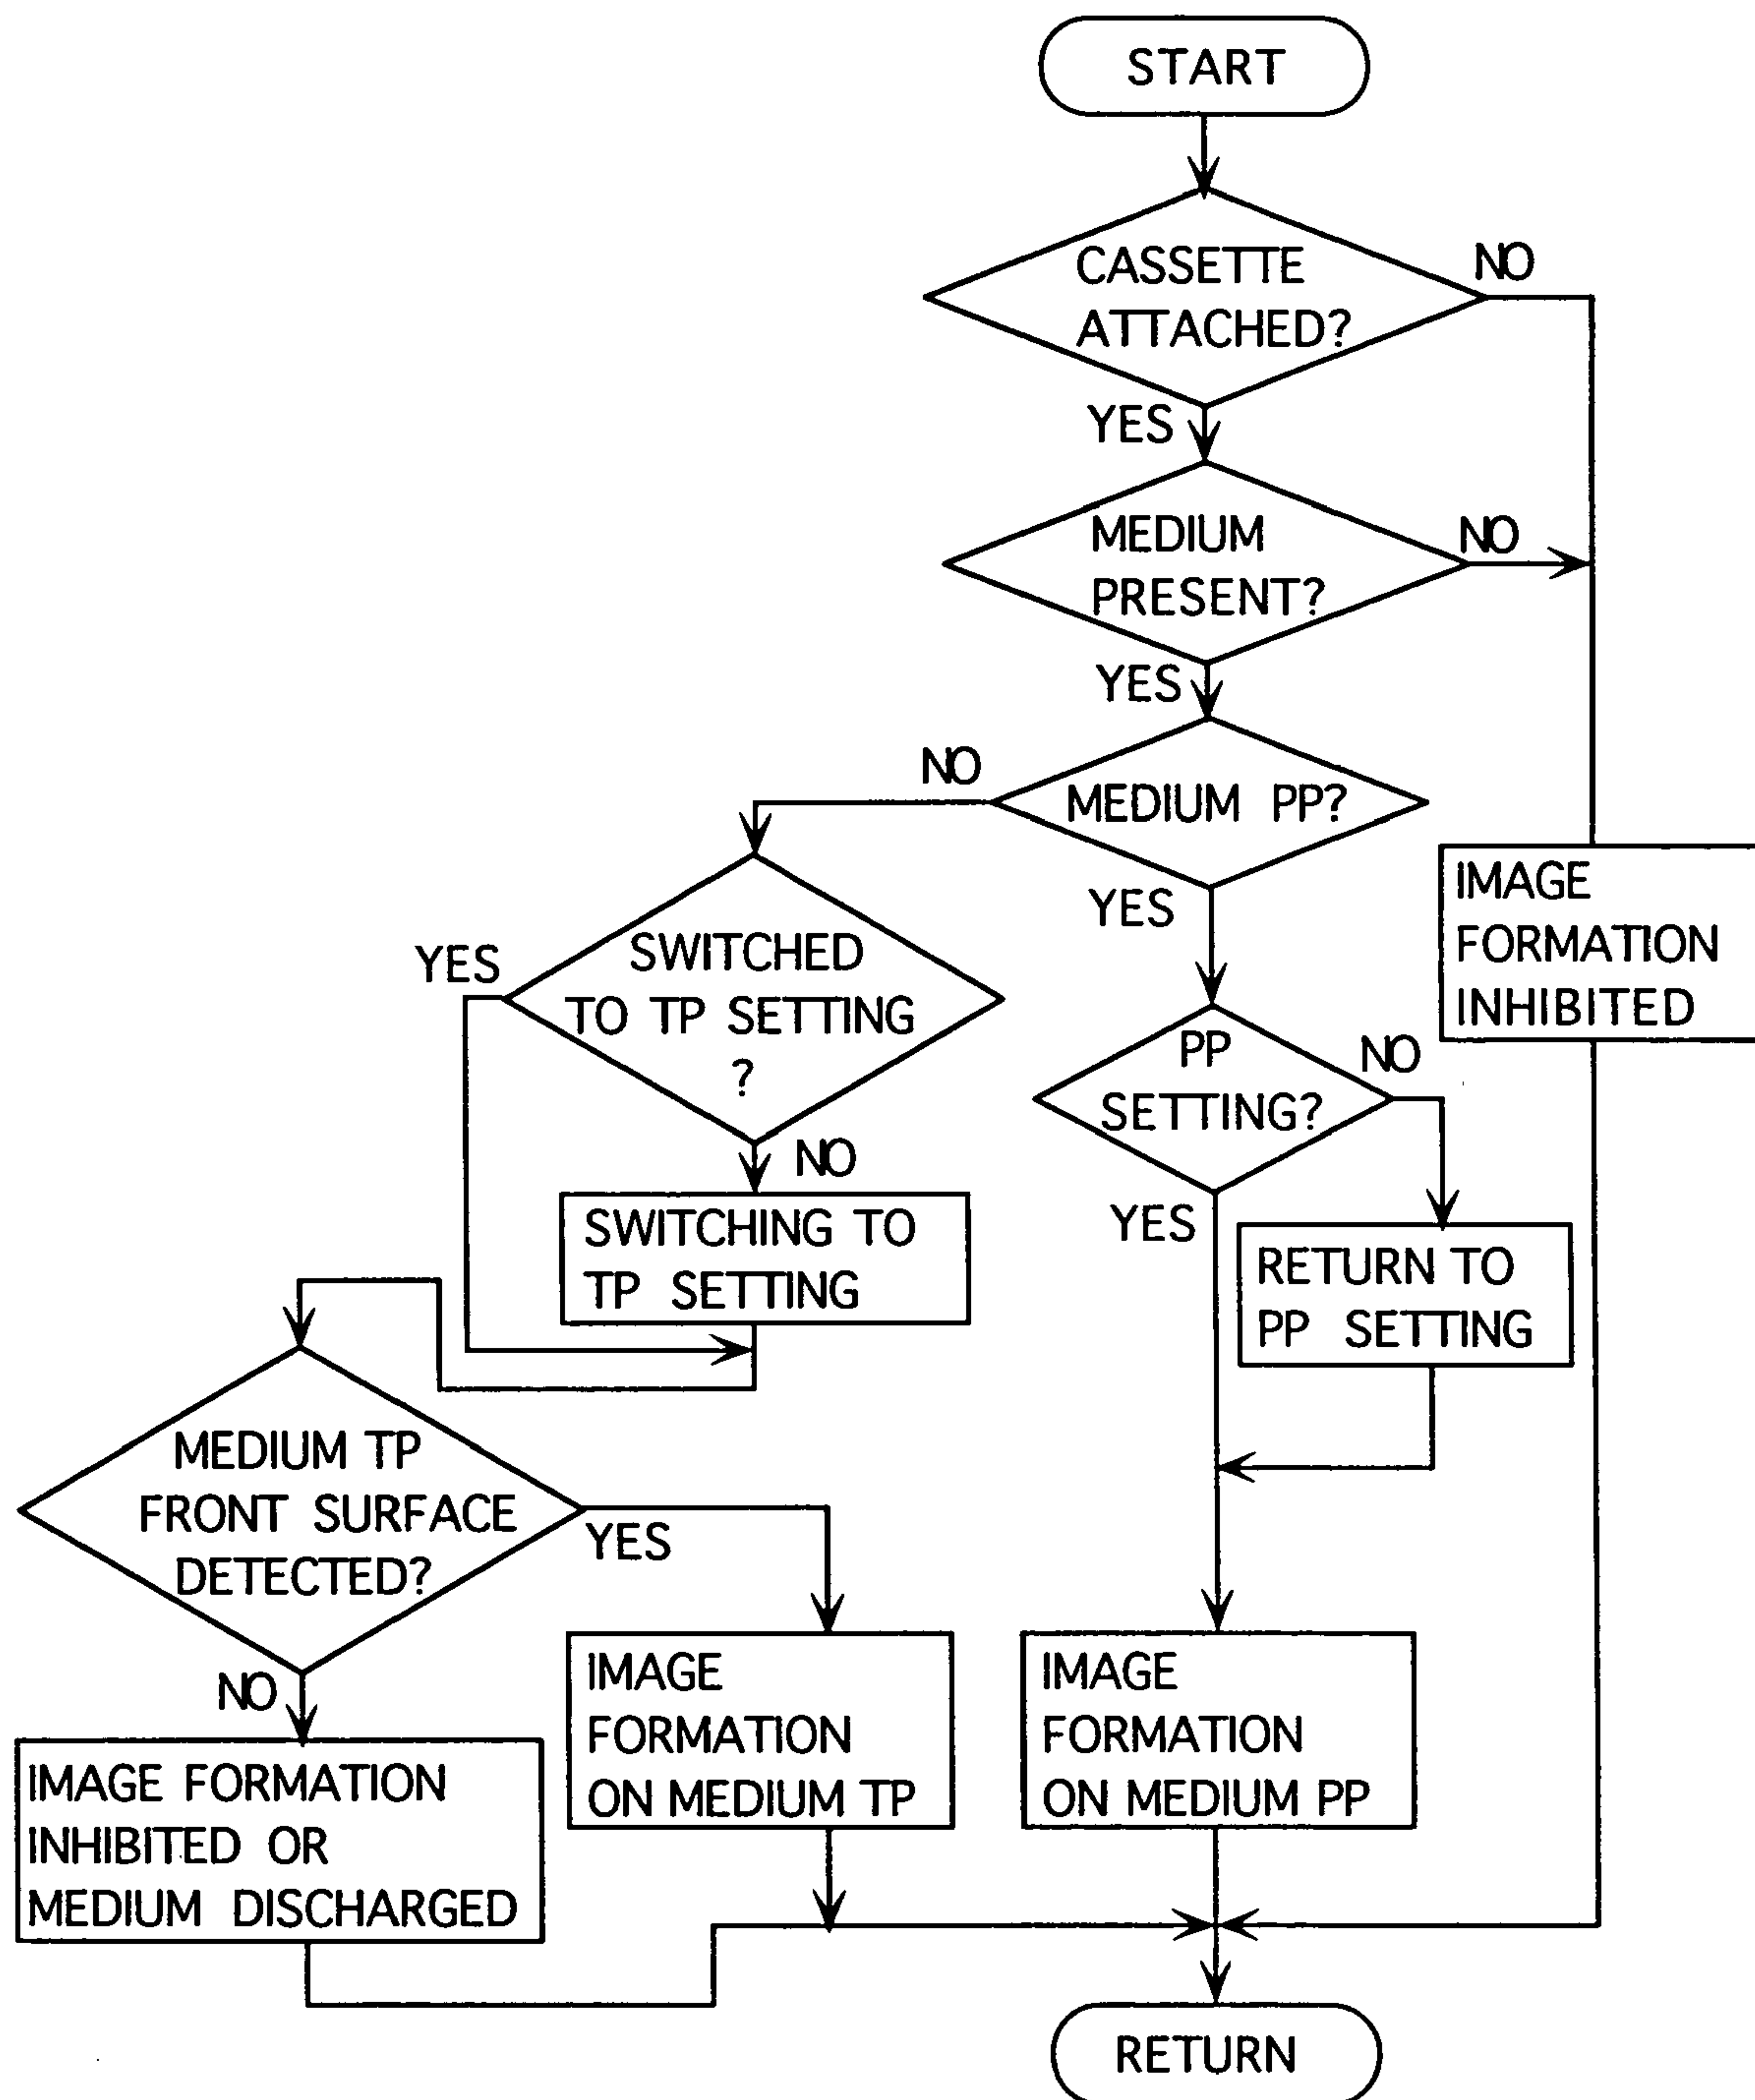 START
CASSETTE
ATTACHED?
NO
YES
MEDIUM
PRESENT?
NO
YES
MEDIUM PP?
NO
YES
SWITCHED
TO TP SETTING
?
YES
NO
IMAGE
FORMATION
INHIBITED
PP
SETTING?
NO
YES
SWITCHING TO
TP SETTING
RETURN TO
PP SETTING
MEDIUM TP
FRONT SURFACE
DETECTED?
YES
NO
IMAGE
FORMATION
ON MEDIUM TP
IMAGE
FORMATION
ON MEDIUM PP
IMAGE FORMATION
INHIBITED OR
MEDIUM DISCHARGED
RETURN